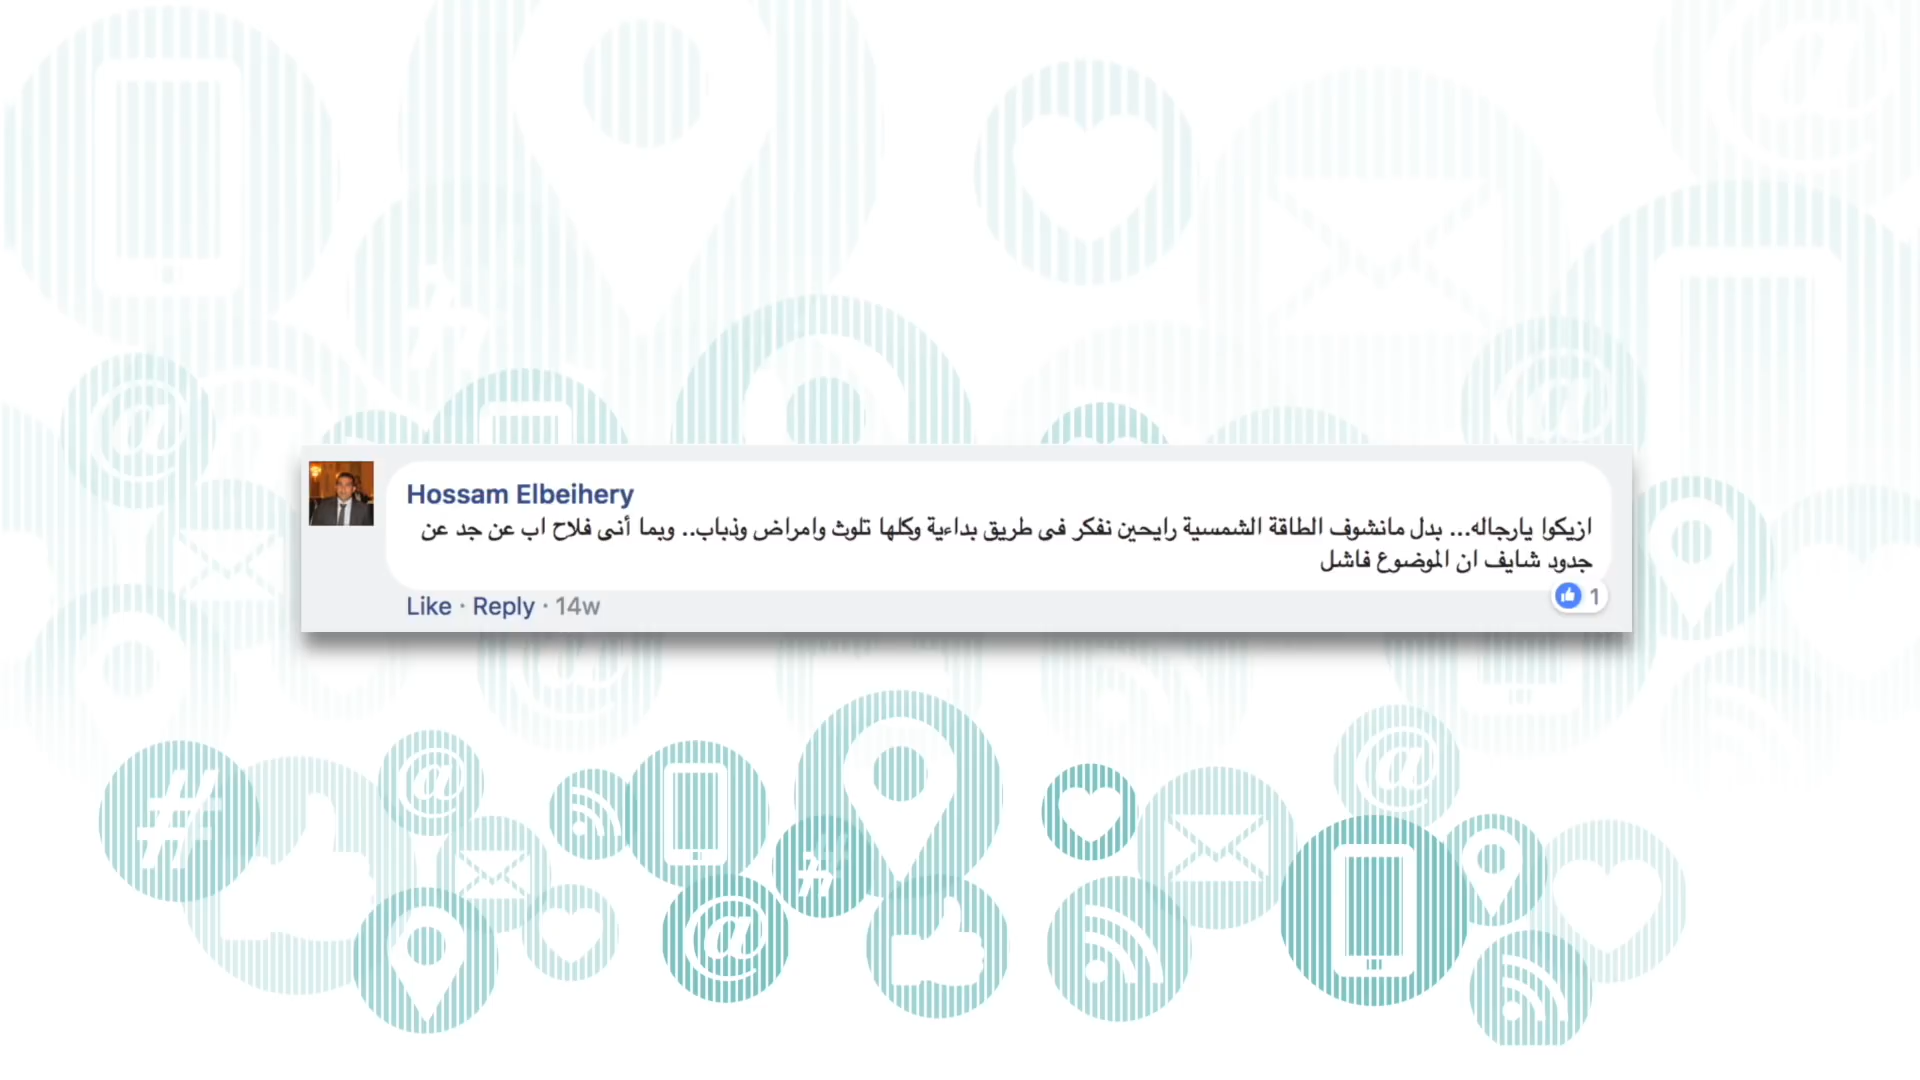 Hossam Elbeihery
ازيكوا يارجاله... بدل مانشوف الطاقة الشمسية رايحين نفكر فى طريق بداءية وكلها تلوث وامراض وذباب.. وبما أنى فلاح اب عن جد عن
جدود شايف ان الموضوع فاشل
1
Like · Reply · 14w